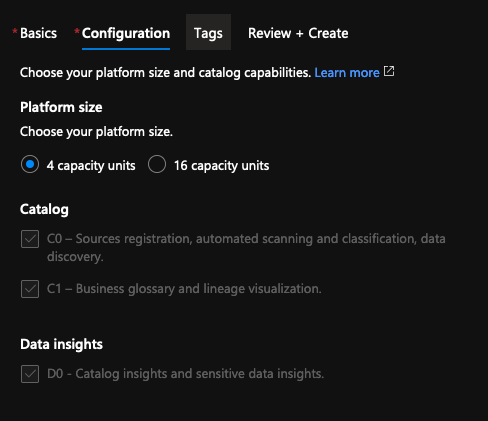 * Basics * Configuration Tags Review + Create
Choose your platform size and catalog capabilities. Learn more
Platform size
Choose your platform size.
4 capacity units 16 capacity units
Catalog
C0 – Sources registration, automated scanning and classification, data
discovery.
C1 – Business glossary and lineage visualization.
Data insights
D0 - Catalog insights and sensitive data insights.